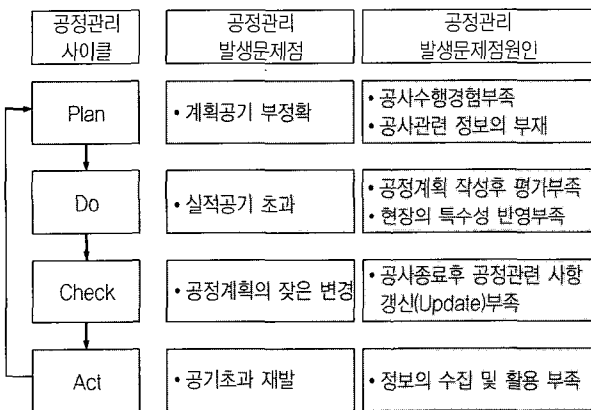 공정관리
사이클
공정관리
발생문제점
공정관리
발생문제점원인
Plan
• 계획공기 부정확
• 공사수행경험부족
• 공사관련 정보의 부재
Do
• 실적공기 초과
• 공정계획 작성후 평가부족
• 현장의 특수성 반영부족
Check
• 공정계획의 잦은 변경
• 공사종료후 공정관련 사항
갱신(Update)부족
Act
• 공기초과 재발
• 정보의 수집 및 활용 부족